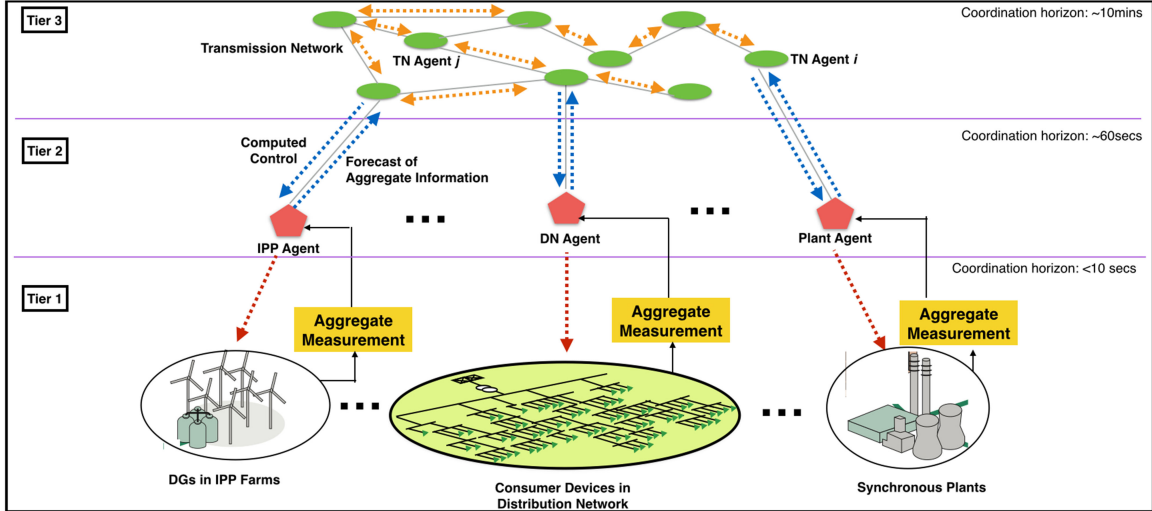 Tier 3
Coordination horizon: ~10mins
Transmission Network
TN Agent j
TN Agent i
Tier 2
Coordination horizon: ~60secs
Computed
Control
Forecast of
Aggregate Information
IPP Agent
DN Agent
Plant Agent
Coordination horizon: <10 secs
Tier 1
Aggregate
Measurement
Aggregate
Measurement
Aggregate
Measurement
DGs in IPP Farms
Consumer Devices in
Distribution Network
Synchronous Plants